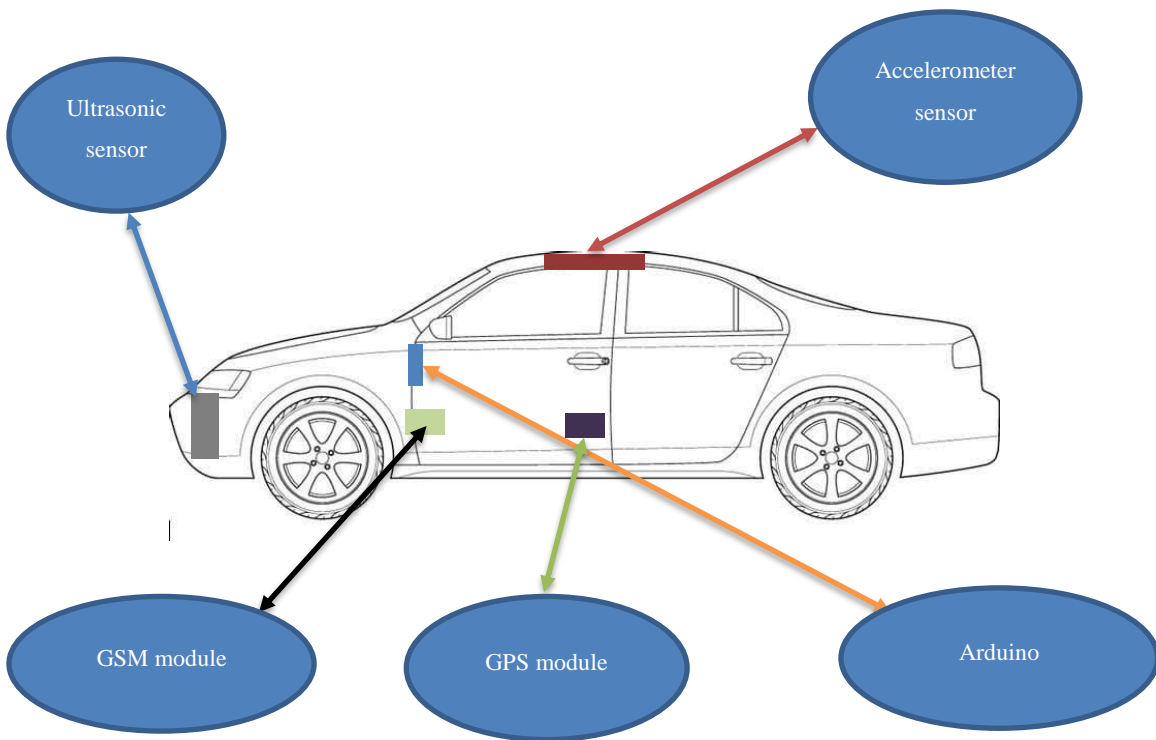 Ultrasonic
sensor
Accelerometer
sensor
GSM module
GPS module
Arduino